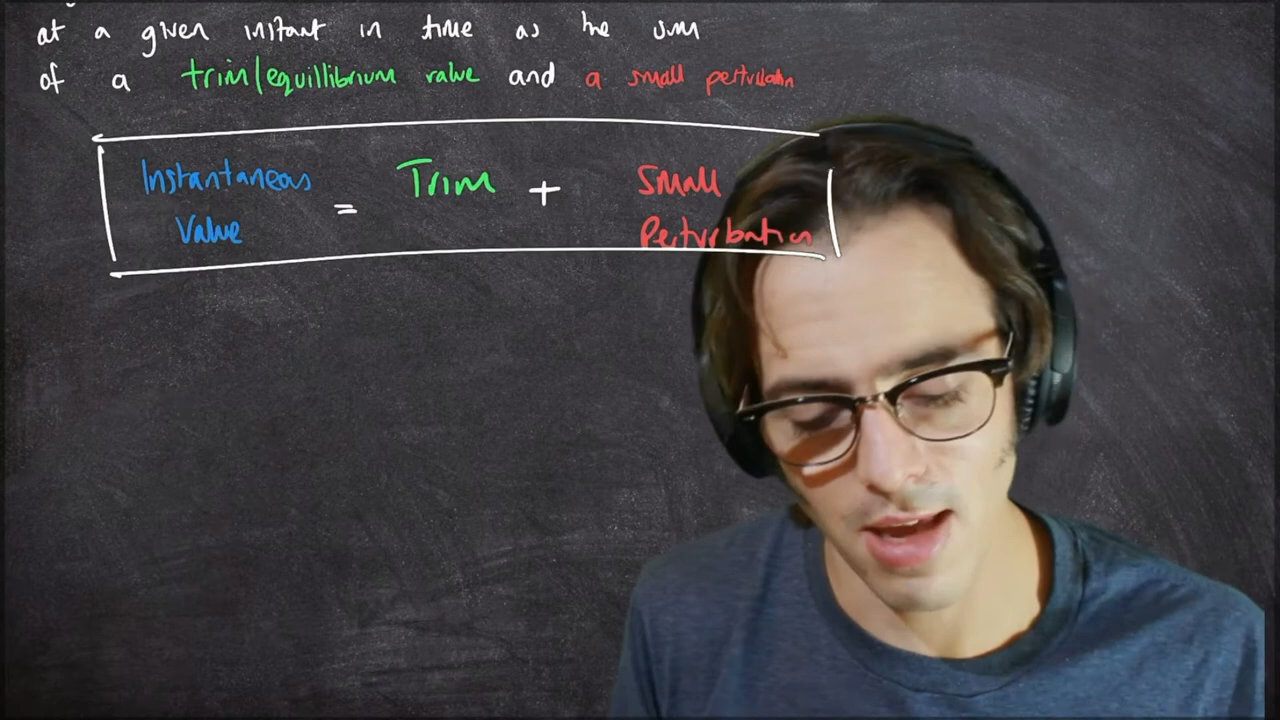 at a given instant in time as the sum
of a trim/equillibrium value and a small perturbation
Instantaneous Value = Trim + Small Perturbation